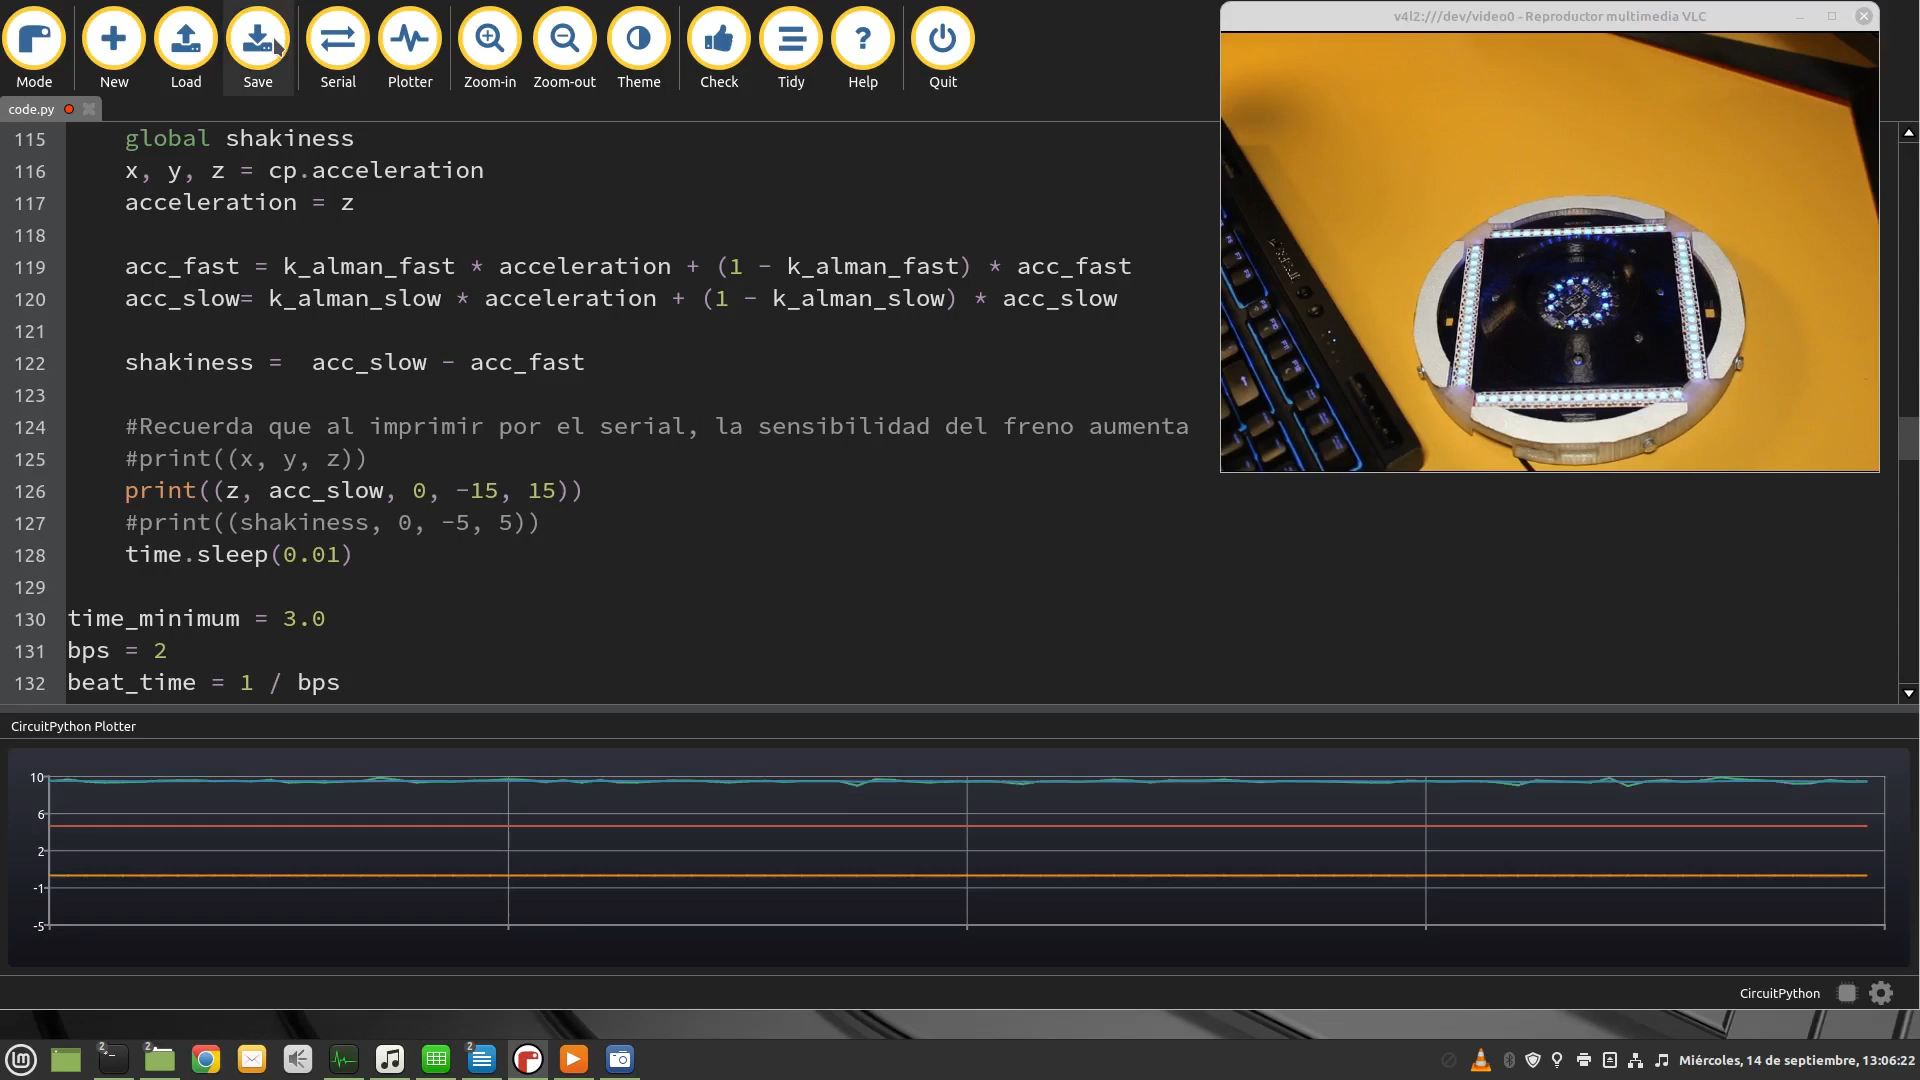 Mode
New
Load
Save
Serial
Plotter
Zoom-in
Zoom-out
Theme
Check
Tidy
Help
Quit
v4l2:///dev/video0 - Reproductor multimedia VLC
code.py
115 global shakiness
116 x, y, z = cp.acceleration
117 acceleration = z
118
119 acc_fast = k_alman_fast * acceleration + (1 - k_alman_fast) * acc_fast
120 acc_slow= k_alman_slow * acceleration + (1 - k_alman_slow) * acc_slow
121
122 shakiness =  acc_slow - acc_fast
123
124 #Recuerda que al imprimir por el serial, la sensibilidad del freno aumenta
125 #print((x, y, z))
126 print((z, acc_slow, 0, -15, 15))
127 #print((shakiness, 0, -5, 5))
128 time.sleep(0.01)
129
130 time_minimum = 3.0
131 bps = 2
132 beat_time = 1 / bps
CircuitPython Plotter
10
6
2
-1
-5
CircuitPython
2
2
2
Miércoles, 14 de septiembre, 13:06:22